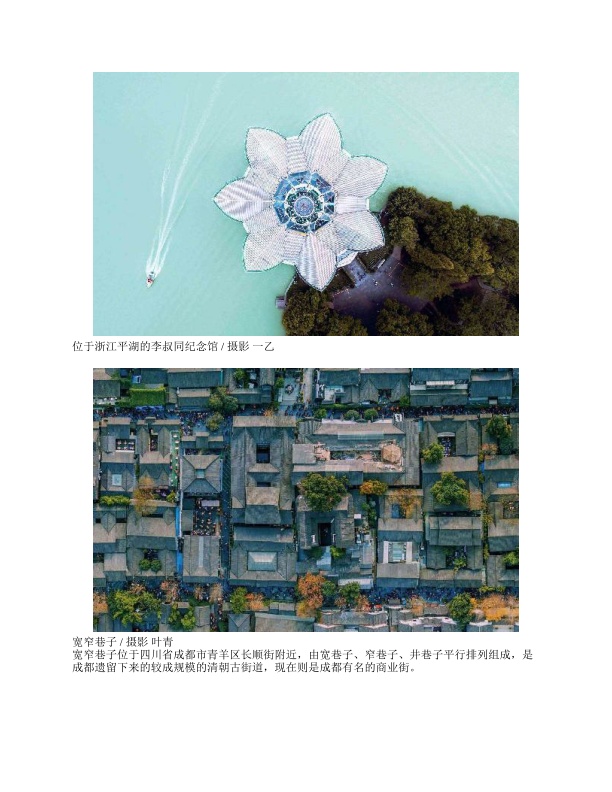 位于浙江平湖的李叔同纪念馆 / 摄影 一乙
宽窄巷子 / 摄影 叶青
宽窄巷子位于四川省成都市青羊区长顺街附近，由宽巷子、窄巷子、井巷子平行排列组成，是
成都遗留下来的较成规模的清朝古街道，现在则是成都有名的商业街。